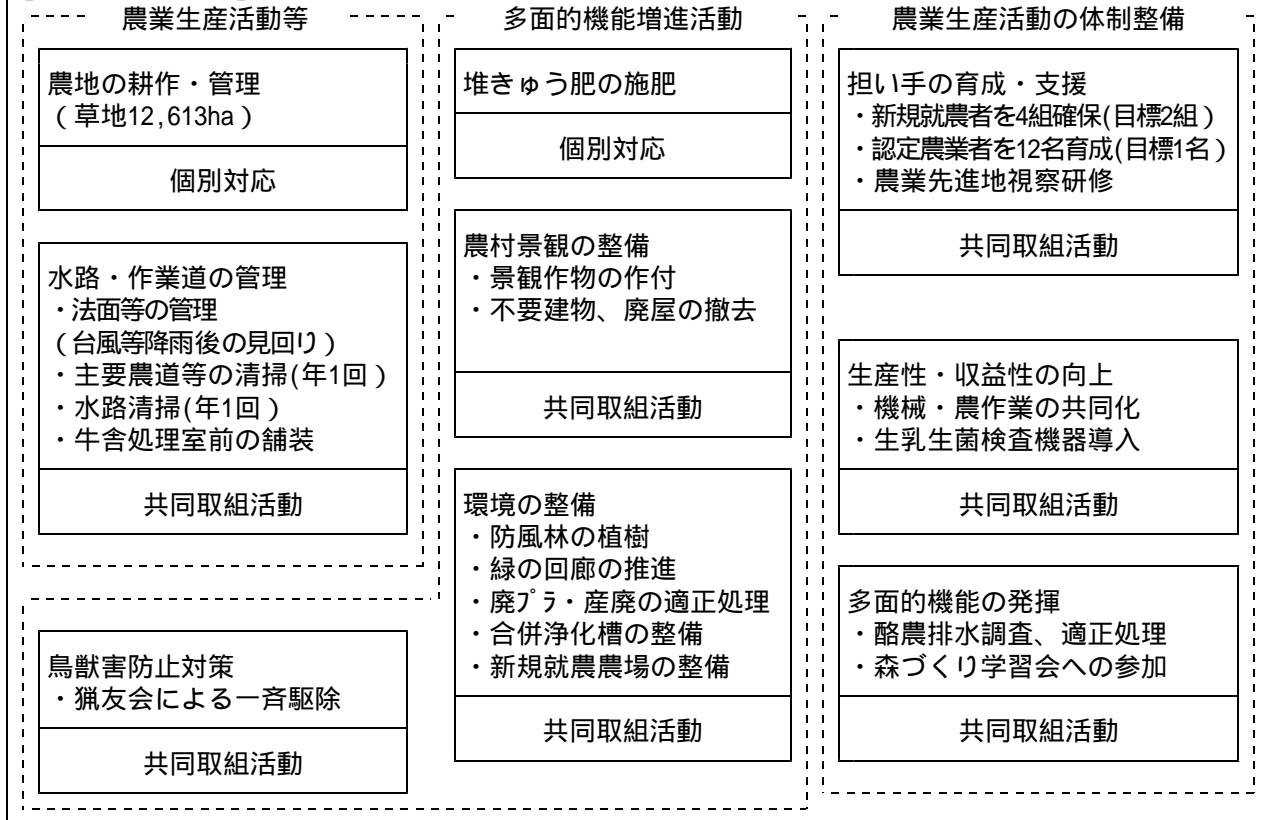 農業生産活動等
農地の耕作・管理
（草地12,613ha）
個別対応
水路・作業道の管理
・法面等の管理
（台風等降雨後の見回り）
・主要農道等の清掃(年1回）
・水路清掃(年1回）
・牛舎処理室前の舗装
共同取組活動
多面的機能増進活動
堆きゅう肥の施肥
個別対応
農村景観の整備
・景観作物の作付
・不要建物、廃屋の撤去
共同取組活動
環境の整備
・防風林の植樹
・緑の回廊の推進
・廃プラ・産廃の適正処理
・合併浄化槽の整備
・新規就農農場の整備
共同取組活動
鳥獣害防止対策
・猟友会による一斉駆除
共同取組活動
農業生産活動の体制整備
担い手の育成・支援
・新規就農者を4組確保(目標2組）
・認定農業者を12名育成(目標1名）
・農業先進地視察研修
共同取組活動
生産性・収益性の向上
・機械・農作業の共同化
・生乳生菌検査機器導入
共同取組活動
多面的機能の発揮
・酪農排水調査、適正処理
・森づくり学習会への参加
共同取組活動